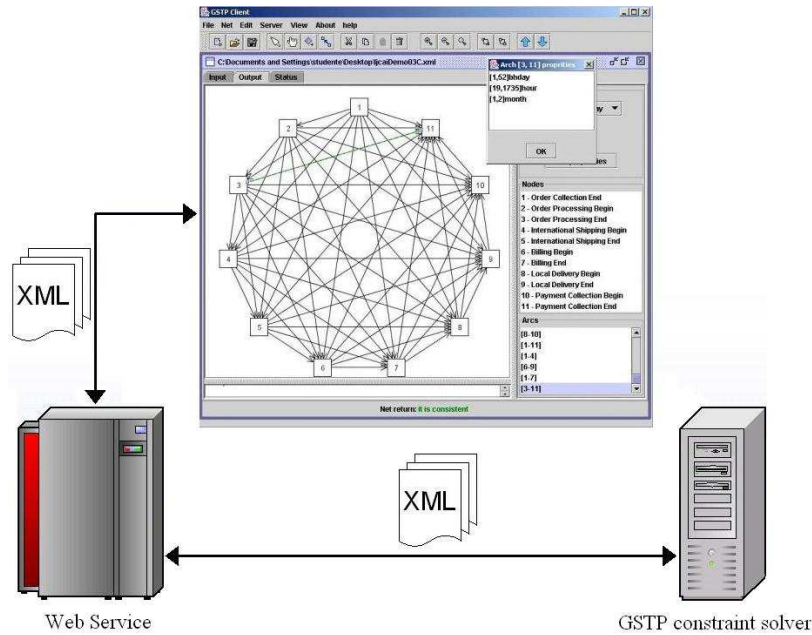 GSTP Client
File Net Edit Server View About help
C:\Documents and Settings\studente\Desktop\ijcaiDemo03C.xml
Input Output Status
Arch [3, 11] proprities
[1,52]bhday
[19,1735]hour
[1,2]month
OK
1
2
11
3
10
4
9
5
8
6
7
Nodes
1 - Order Collection End
2 - Order Processing Begin
3 - Order Processing End
4 - International Shipping Begin
5 - International Shipping End
6 - Billing Begin
7 - Billing End
8 - Local Delivery Begin
9 - Local Delivery End
10 - Payment Collection Begin
11 - Payment Collection End
Arcs
[8-10]
[1-11]
[1-4]
[6-9]
[1-7]
[3-11]
Net return: it is consistent
XML
XML
Web Service
GSTP constraint solver